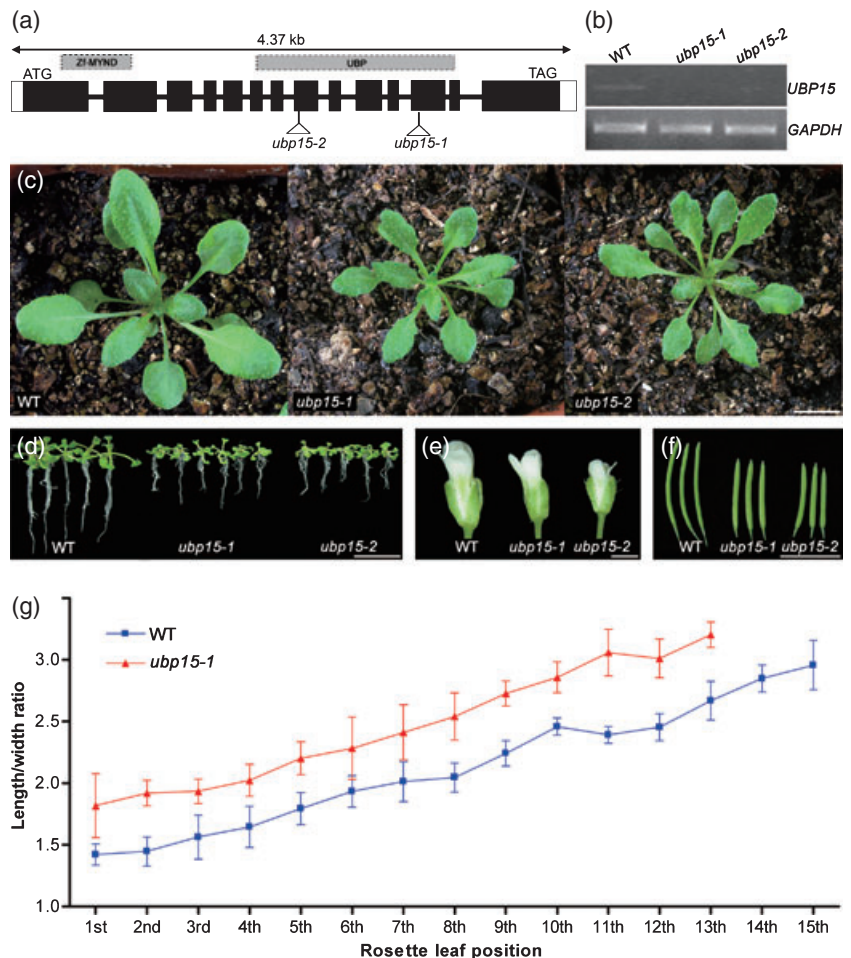 (a)
4.37 kb
Zf-MYND
UBP
ATG
TAG
ubp15-2
ubp15-1
(b)
WT
ubp15-1
ubp15-2
UBP15
GAPDH
(c)
WT
ubp15-1
ubp15-2
(d)
WT
ubp15-1
ubp15-2
(e)
WT
ubp15-1
ubp15-2
(f)
WT
ubp15-1
ubp15-2
(g)
WT
ubp15-1
Length/width ratio
3.0
2.5
2.0
1.5
1.0
1st 2nd 3rd 4th 5th 6th 7th 8th 9th 10th 11th 12th 13th 14th 15th
Rosette leaf position